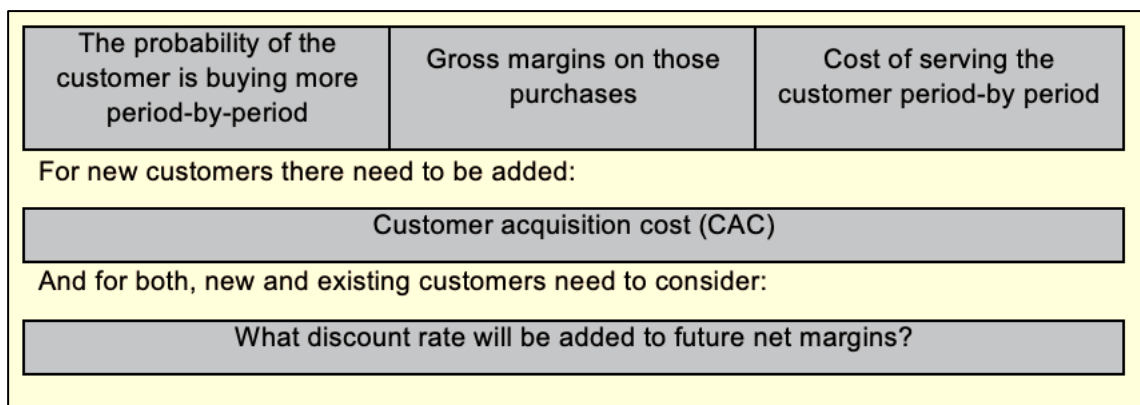 The probability of the
customer is buying more
period-by-period
Gross margins on those
purchases
Cost of serving the
customer period-by period
For new customers there need to be added:
Customer acquisition cost (CAC)
And for both, new and existing customers need to consider:
What discount rate will be added to future net margins?